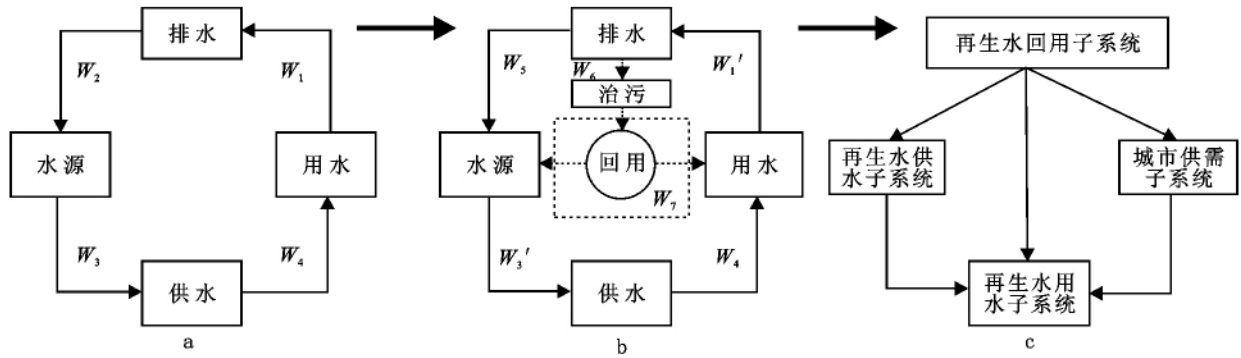 排水
W₂
W₁
水源
用水
W₃
W₄
供水
a
排水
W₅
W₆
W₁′
治污
水源
回用
用水
W₇
W₃′
W₄
供水
b
再生水回用子系统
再生水供
水子系统
城市供需
子系统
再生水用
水子系统
c